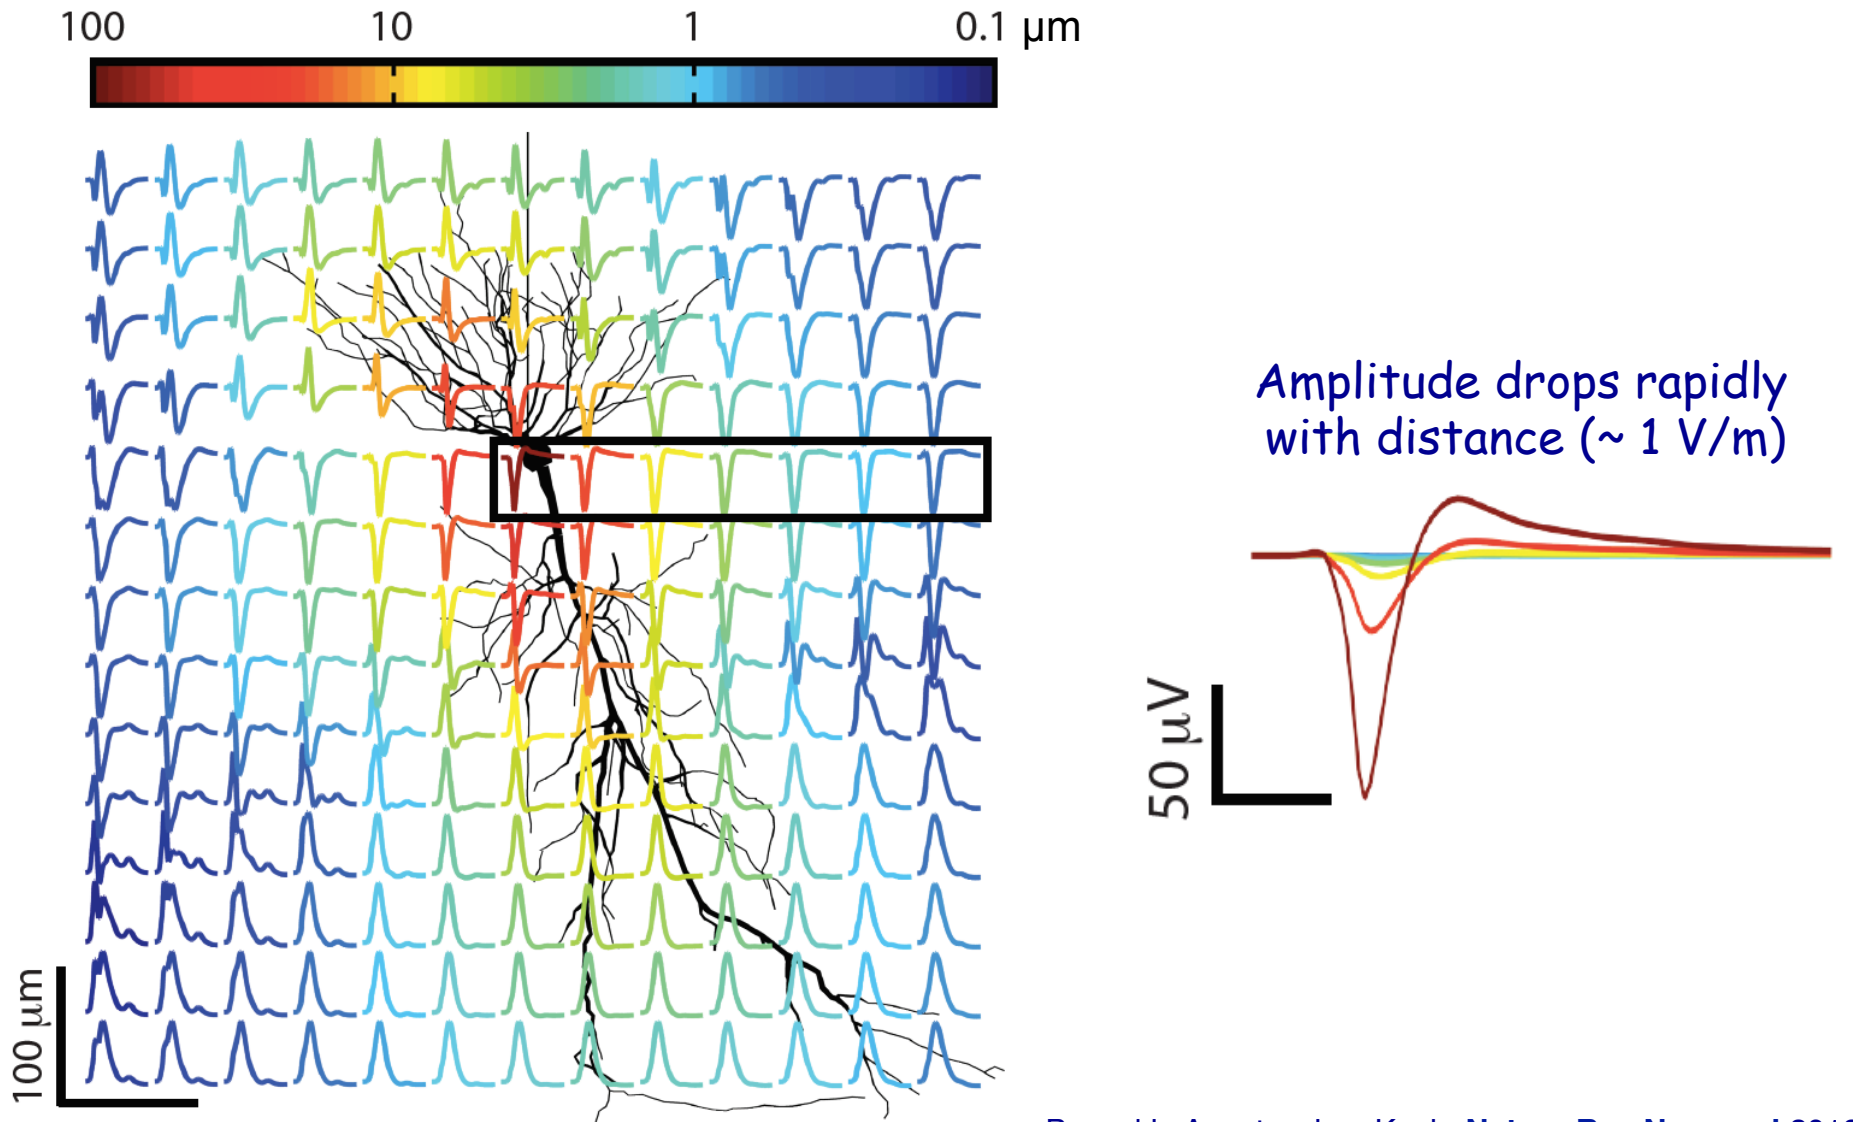 100 10 1 0.1 µm
Amplitude drops rapidly
with distance (~ 1 V/m)
50 µV
100 µm